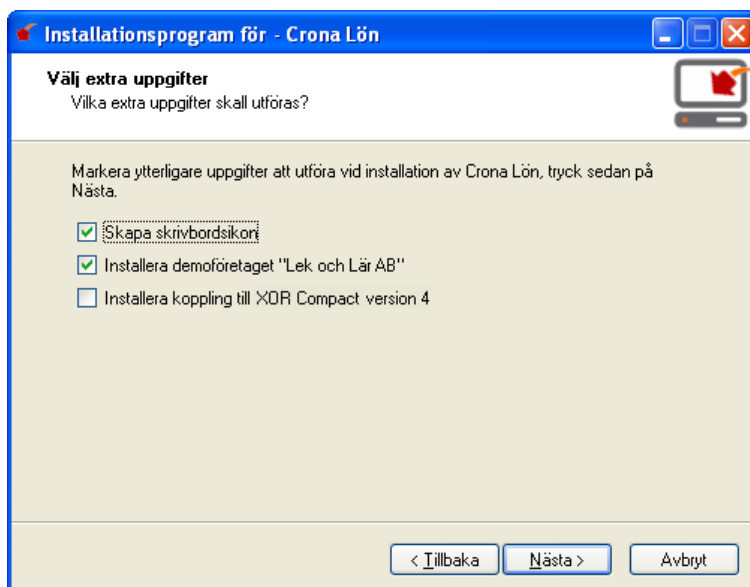 Installationsprogram för - Crona Lön
Välj extra uppgifter
Vilka extra uppgifter skall utföras?
Markera ytterligare uppgifter att utföra vid installation av Crona Lön, tryck sedan på
Nästa.
Skapa skrivbordsikon
Installera demoföretaget "Lek och Lär AB"
Installera koppling till XOR Compact version 4
< Tillbaka
Nästa >
Avbryt